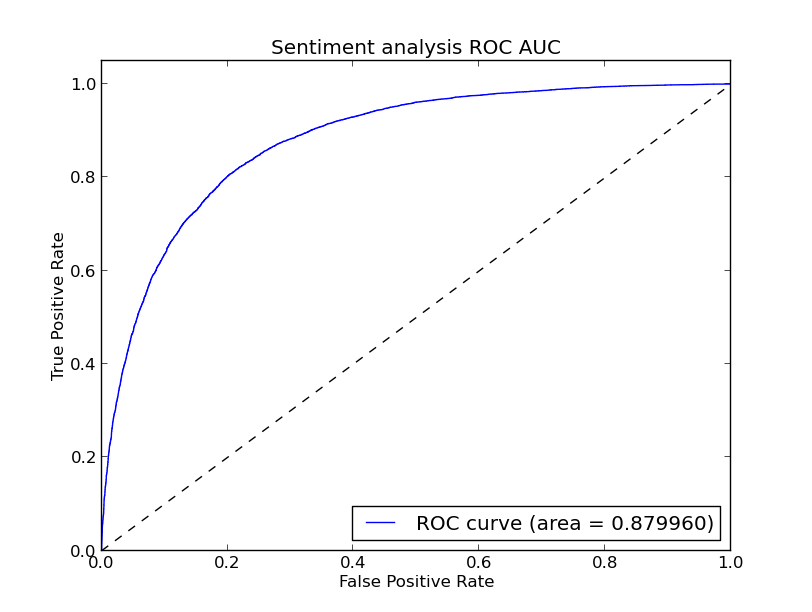 Sentiment analysis ROC AUC
1.0
0.8
0.6
0.4
0.2
0.0
True Positive Rate
ROC curve (area = 0.879960)
0.0 0.2 0.4 0.6 0.8 1.0
False Positive Rate